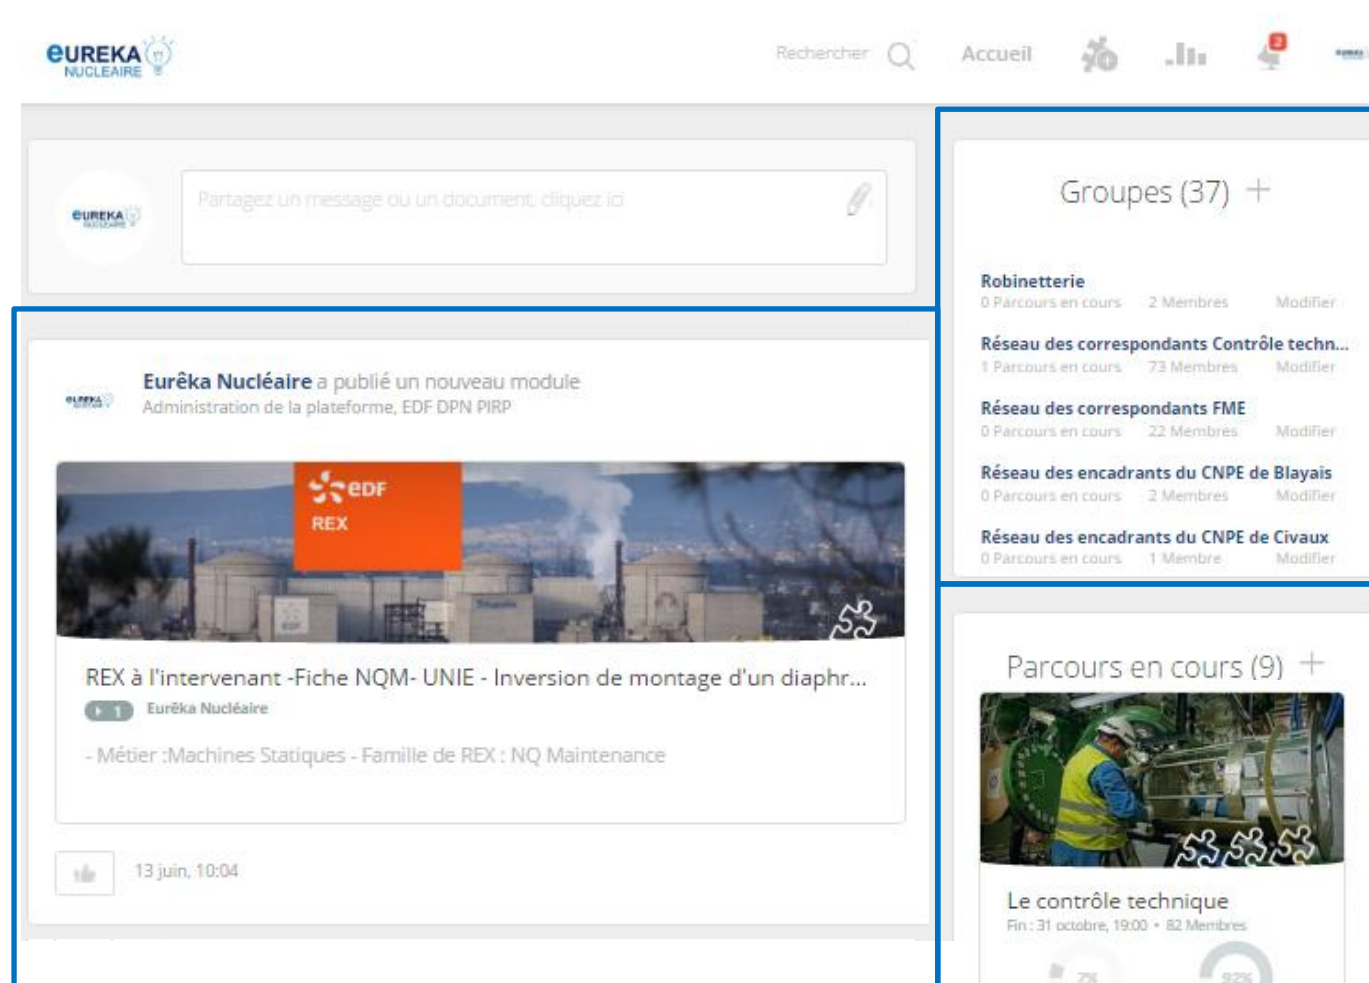 eUREKA
NUCLEAIRE
Rechercher
Accueil
2
eUREKA
NUCLEAIRE
Partagez un message ou un document, cliquez ici
Groupes (37) +
Robinetterie
0 Parcours en cours 2 Membres Modifier
Réseau des correspondants Contrôle techn...
1 Parcours en cours 73 Membres Modifier
Réseau des correspondants FME
0 Parcours en cours 22 Membres Modifier
Réseau des encadrants du CNPE de Blayais
0 Parcours en cours 2 Membres Modifier
Réseau des encadrants du CNPE de Civaux
0 Parcours en cours 1 Membre Modifier
eUREKA
Eurêka Nucléaire a publié un nouveau module
Administration de la plateforme, EDF DPN PIRP
eDF
REX
eDF
REX à l'intervenant -Fiche NQM- UNIE - Inversion de montage d'un diaphr...
1 Eurêka Nucléaire
- Métier :Machines Statiques - Famille de REX : NQ Maintenance
13 juin, 10:04
Parcours en cours (9) +
Le contrôle technique
Fin : 31 octobre, 19:00 • 82 Membres
7% 92%